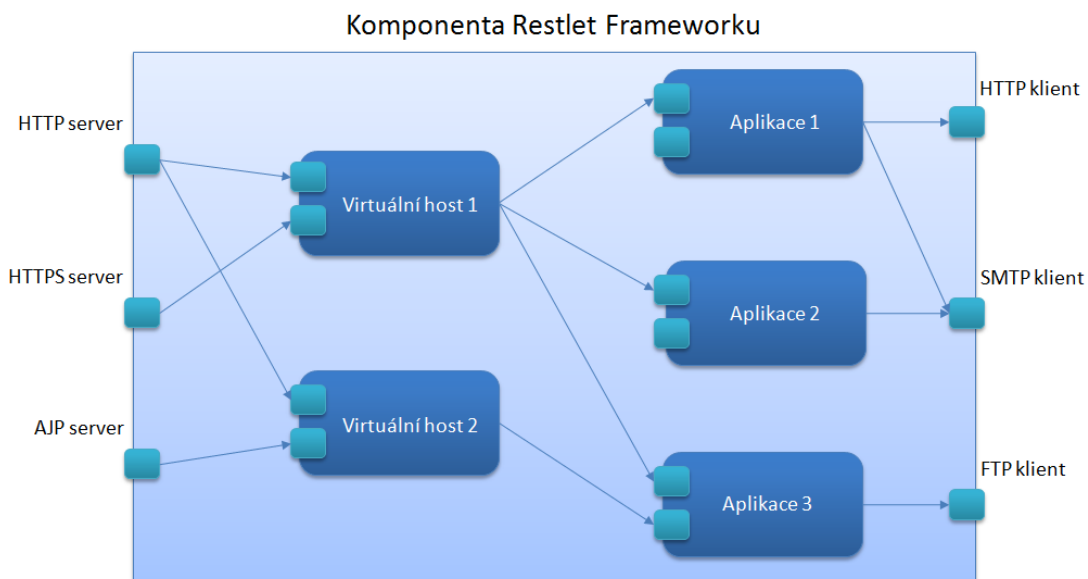 Komponenta Restlet Frameworku
HTTP server
HTTPS server
AJP server
Virtuální host 1
Virtuální host 2
Aplikace 1
Aplikace 2
Aplikace 3
HTTP klient
SMTP klient
FTP klient